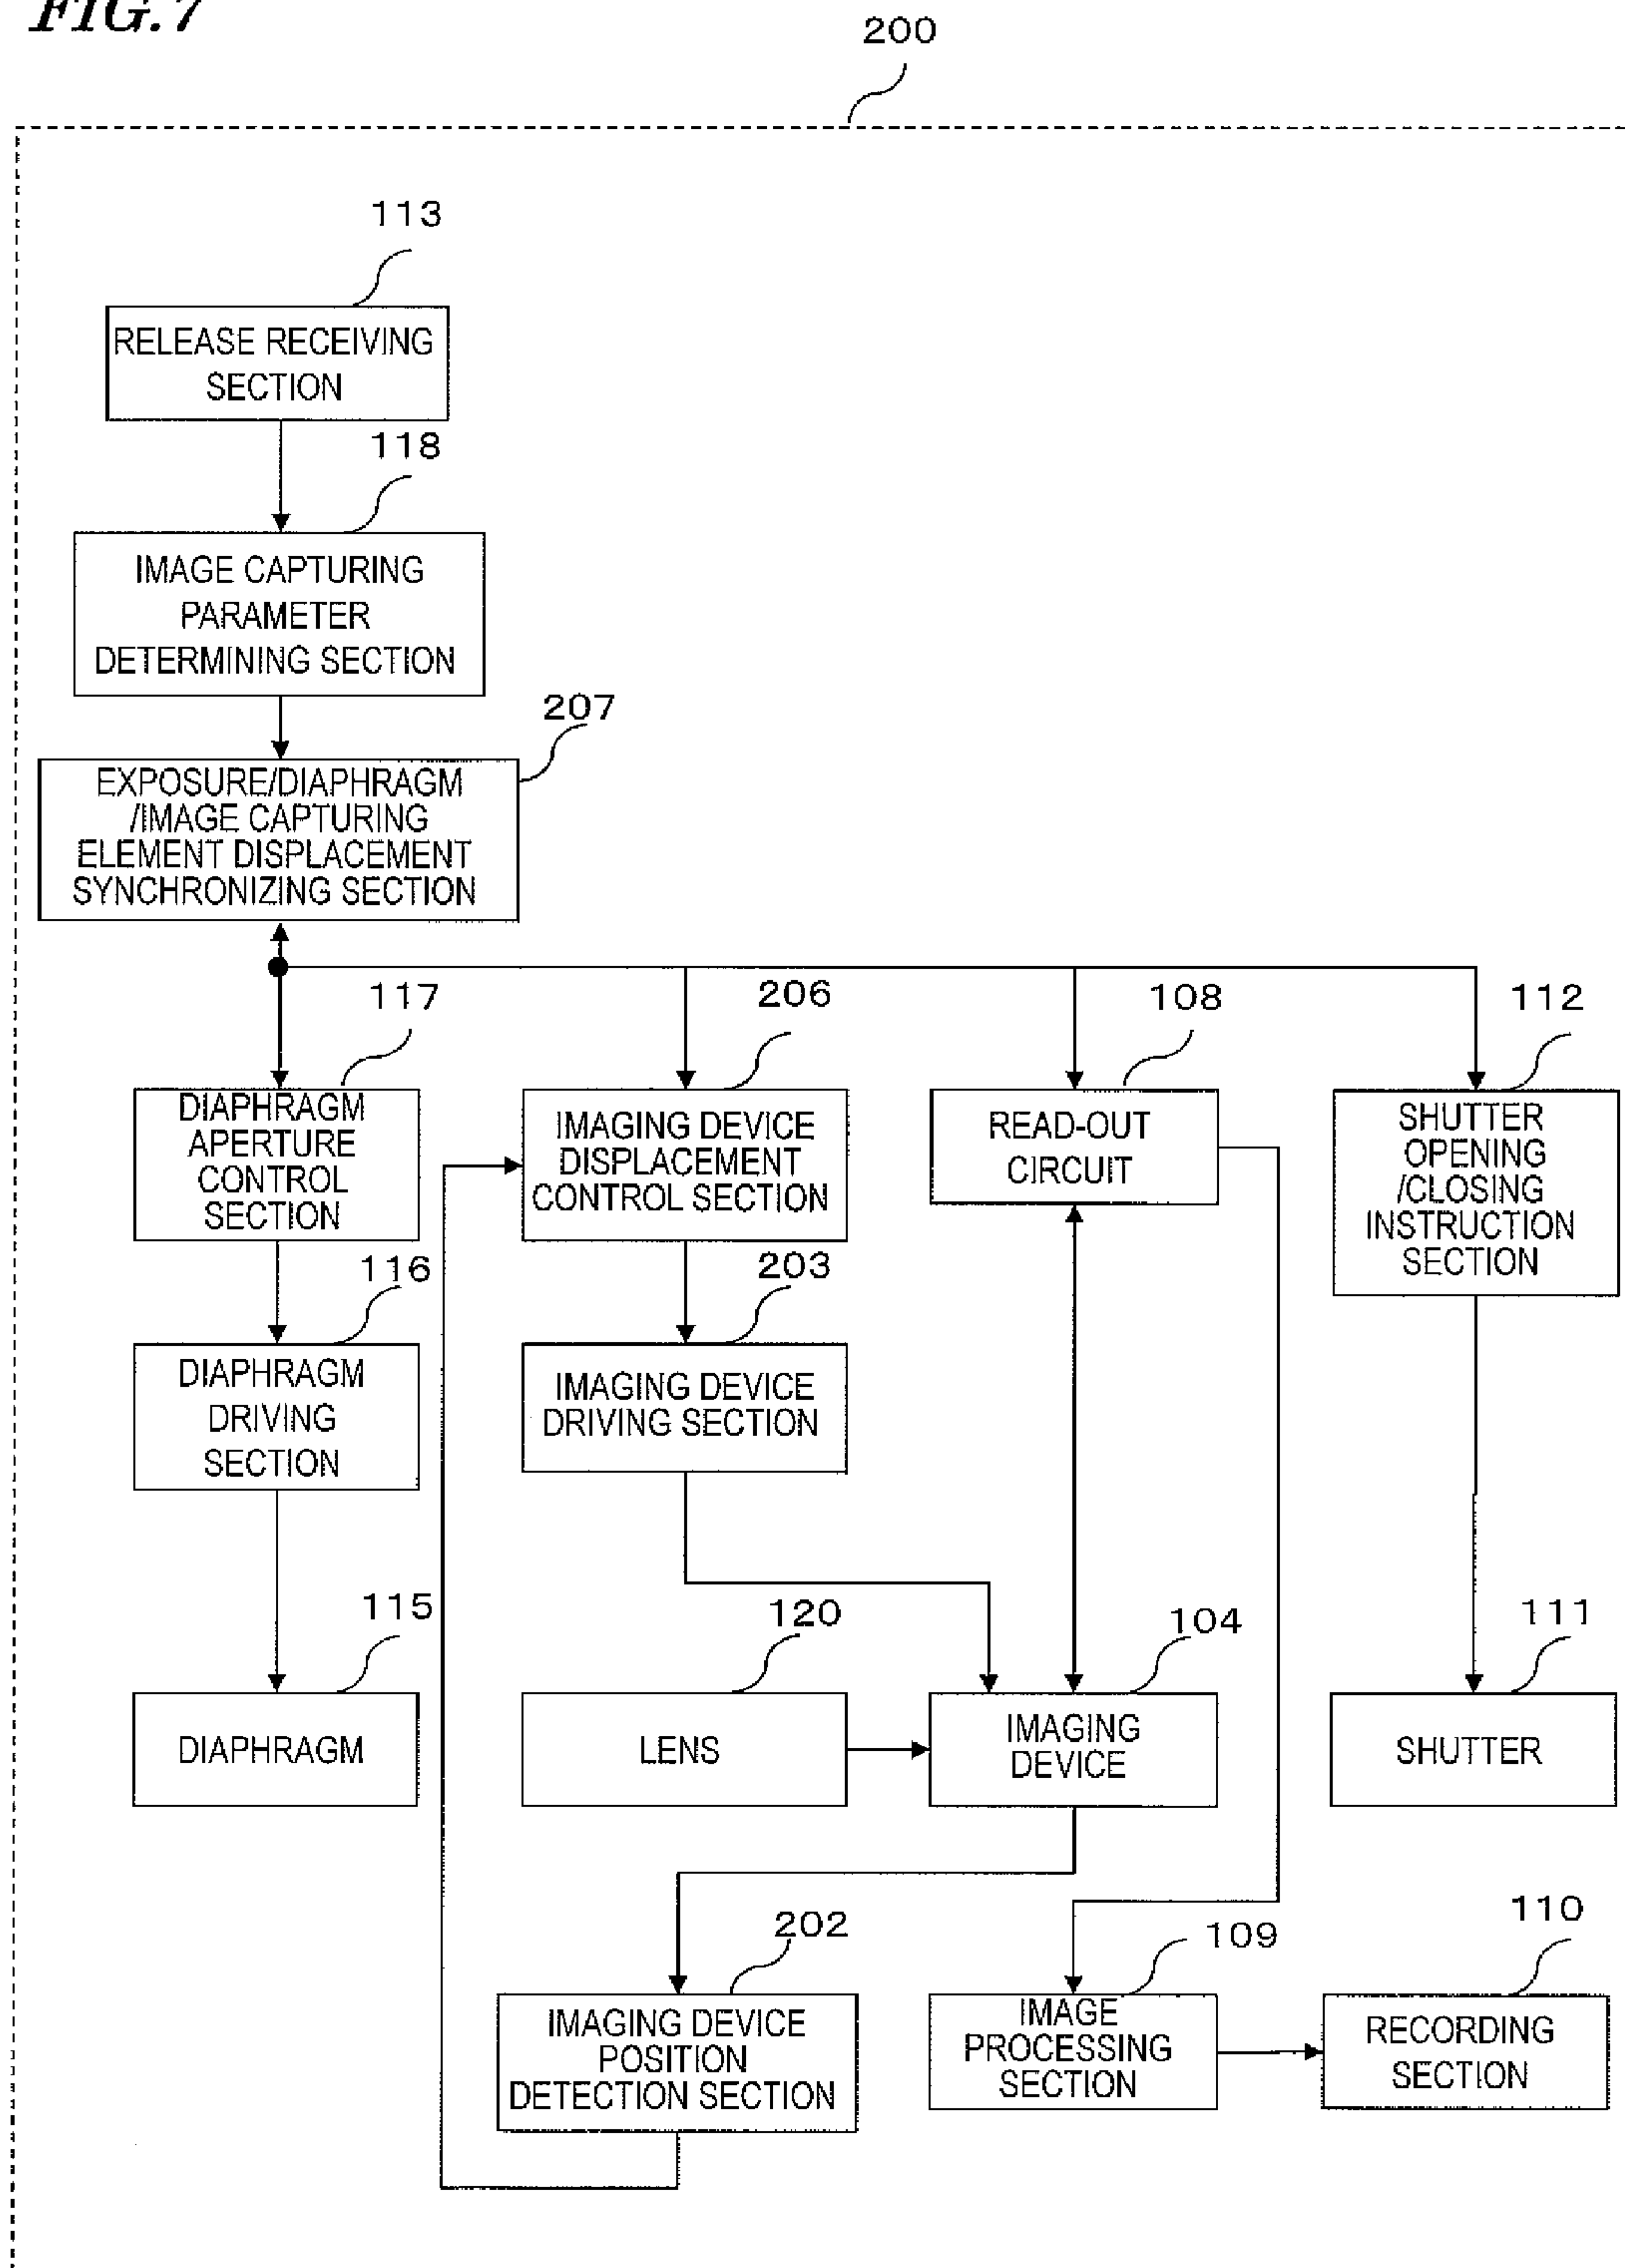 FIG.7
200
113
RELEASE RECEIVING
SECTION
118
IMAGE CAPTURING
PARAMETER
DETERMINING SECTION
207
EXPOSURE/DIAPHRAGM
/IMAGE CAPTURING
ELEMENT DISPLACEMENT
SYNCHRONIZING SECTION
117
DIAPHRAGM
APERTURE
CONTROL
SECTION
206
IMAGING DEVICE
DISPLACEMENT
CONTROL SECTION
108
READ-OUT
CIRCUIT
112
SHUTTER
OPENING
/CLOSING
INSTRUCTION
SECTION
116
DIAPHRAGM
DRIVING
SECTION
203
IMAGING DEVICE
DRIVING SECTION
115
DIAPHRAGM
120
LENS
104
IMAGING
DEVICE
111
SHUTTER
202
IMAGING DEVICE
POSITION
DETECTION SECTION
109
IMAGE
PROCESSING
SECTION
110
RECORDING
SECTION